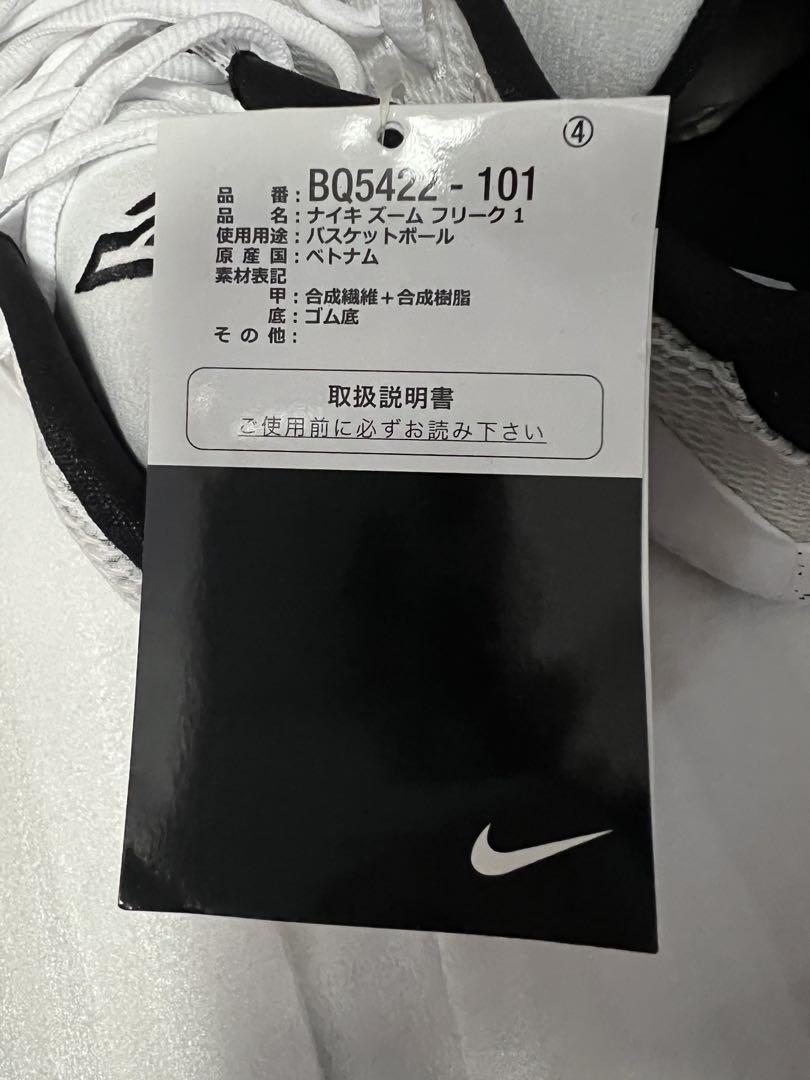 ④
品番:BQ5422-101
品名:ナイキ ズーム フリーク 1
使用用途:バスケットボール
原産国:ベトナム
素材表記
甲:合成繊維+合成樹脂
底:ゴム底
その他:
取扱説明書
ご使用前に必ずお読み下さい